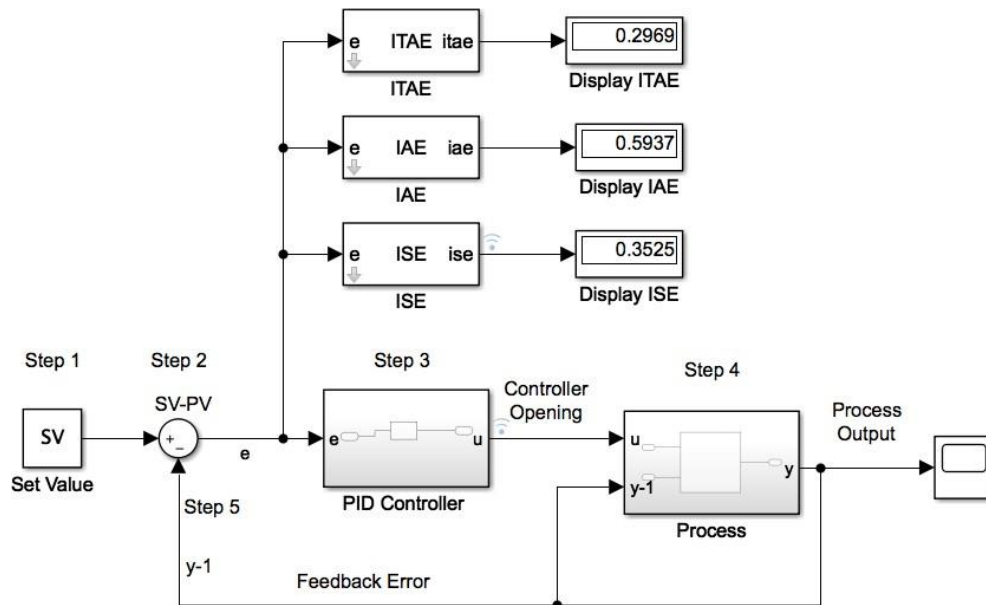 e ITAE itae
ITAE
0.2969
Display ITAE
e IAE iae
IAE
0.5937
Display IAE
e ISE ise
ISE
0.3525
Display ISE
Step 1
Step 2
Step 3
Step 4
SV-PV
Controller
Opening
Process
Output
SV
Set Value
+
−
e
e
u
PID Controller
u
y-1
y
Process
Step 5
y-1
Feedback Error